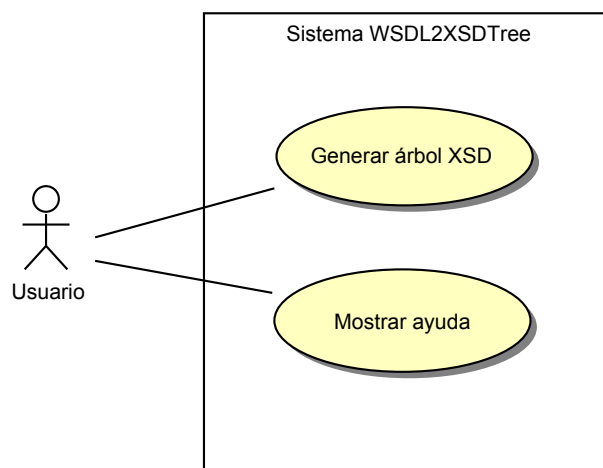 Sistema WSDL2XSDTree
Generar árbol XSD
Usuario
Mostrar ayuda